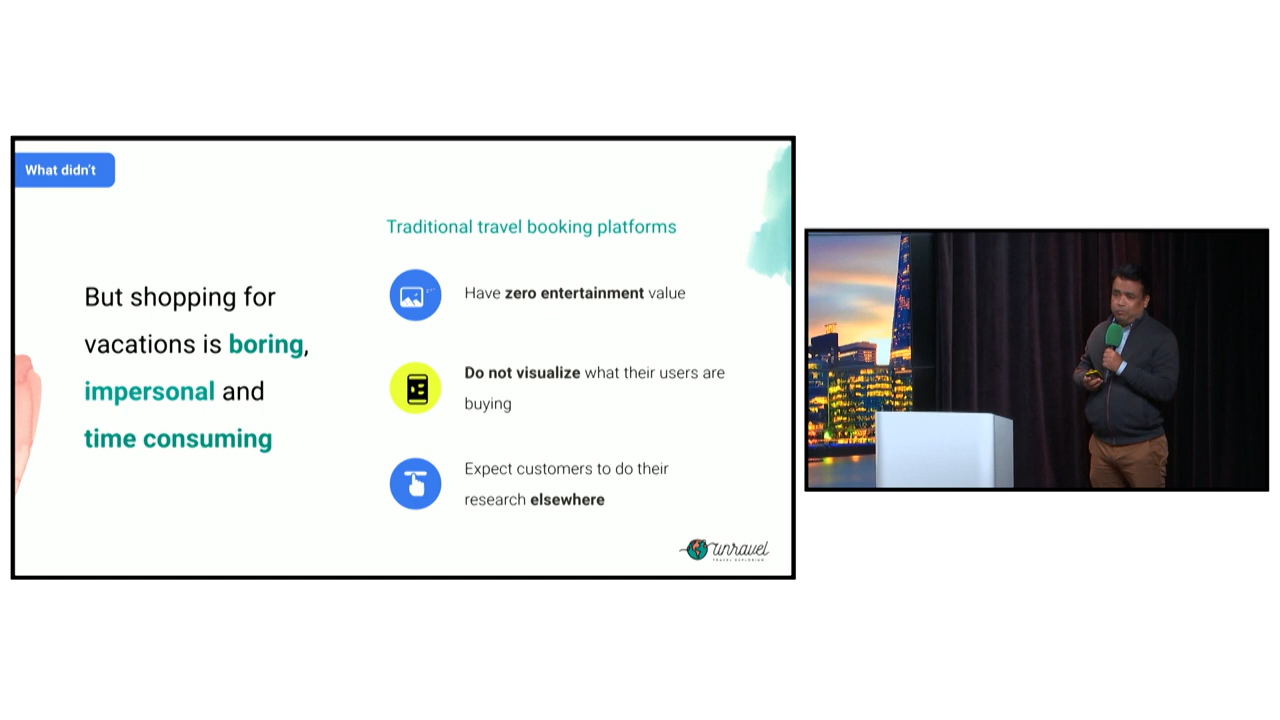 What didn't
But shopping for
vacations is boring,
impersonal and
time consuming
Traditional travel booking platforms
Have zero entertainment value
Do not visualize what their users are
buying
Expect customers to do their
research elsewhere
unravel